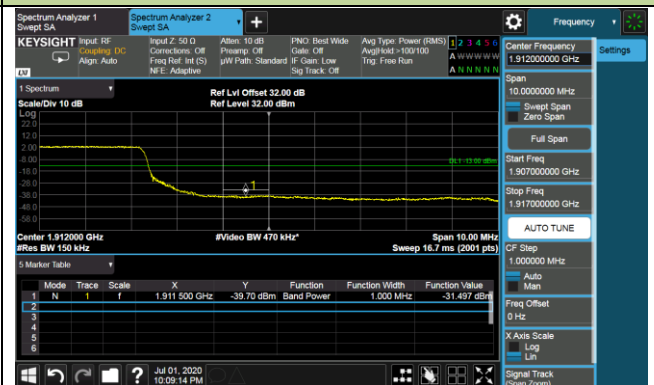 Spectrum Analyzer 1
Swept SA
Spectrum Analyzer 2
Swept SA
+
Frequency
KEYSIGHT
LXI
Input: RF
Coupling: DC
Align: Auto
Input Z: 50 Ω
Corrections: Off
Freq Ref: Int (S)
NFE: Adaptive
Atten: 10 dB
Preamp: Off
µW Path: Standard
PNO: Best Wide
Gate: Off
IF Gain: Low
Sig Track: Off
Avg Type: Power (RMS)
Avg|Hold:>100/100
Trig: Free Run
1 2 3 4 5 6
A W W W W W
A N N N N N
1 Spectrum
Scale/Div 10 dB
Ref Lvl Offset 32.00 dB
Ref Level 32.00 dBm
Log
22.0
12.0
2.00
-8.00
-18.0
-28.0
-38.0
-48.0
-58.0
DL1 -13.00 dBm
1
Center 1.912000 GHz
#Res BW 150 kHz
#Video BW 470 kHz*
Span 10.00 MHz
Sweep 16.7 ms (2001 pts)
5 Marker Table
Mode Trace Scale X Y Function Function Width Function Value
1 N 1 f 1.911 500 GHz -39.70 dBm Band Power 1.000 MHz -31.497 dBm
2
3
4
5
6
Jul 01, 2020
10:09:14 PM
?
Center Frequency
1.912000000 GHz
Settings
Span
10.0000000 MHz
Swept Span
Zero Span
Full Span
Start Freq
1.907000000 GHz
Stop Freq
1.917000000 GHz
AUTO TUNE
CF Step
1.000000 MHz
Auto
Man
Freq Offset
0 Hz
X Axis Scale
Log
Lin
Signal Track
(Span Zoom)